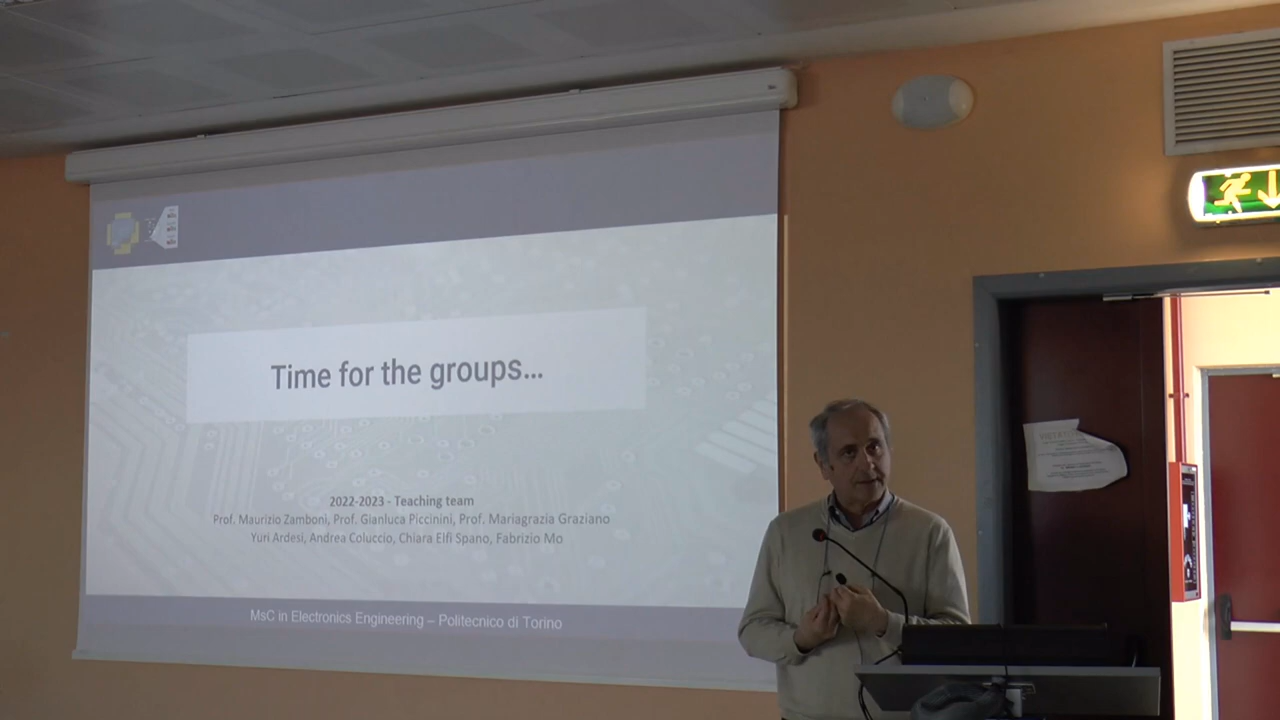 Time for the groups...
2022-2023 - Teaching team
Prof. Maurizio Zamboni, Prof. Gianluca Piccinini, Prof. Mariagrazia Graziano
Yuri Ardesi, Andrea Coluccio, Chiara Elfi Spano, Fabrizio Mo
MsC in Electronics Engineering – Politecnico di Torino